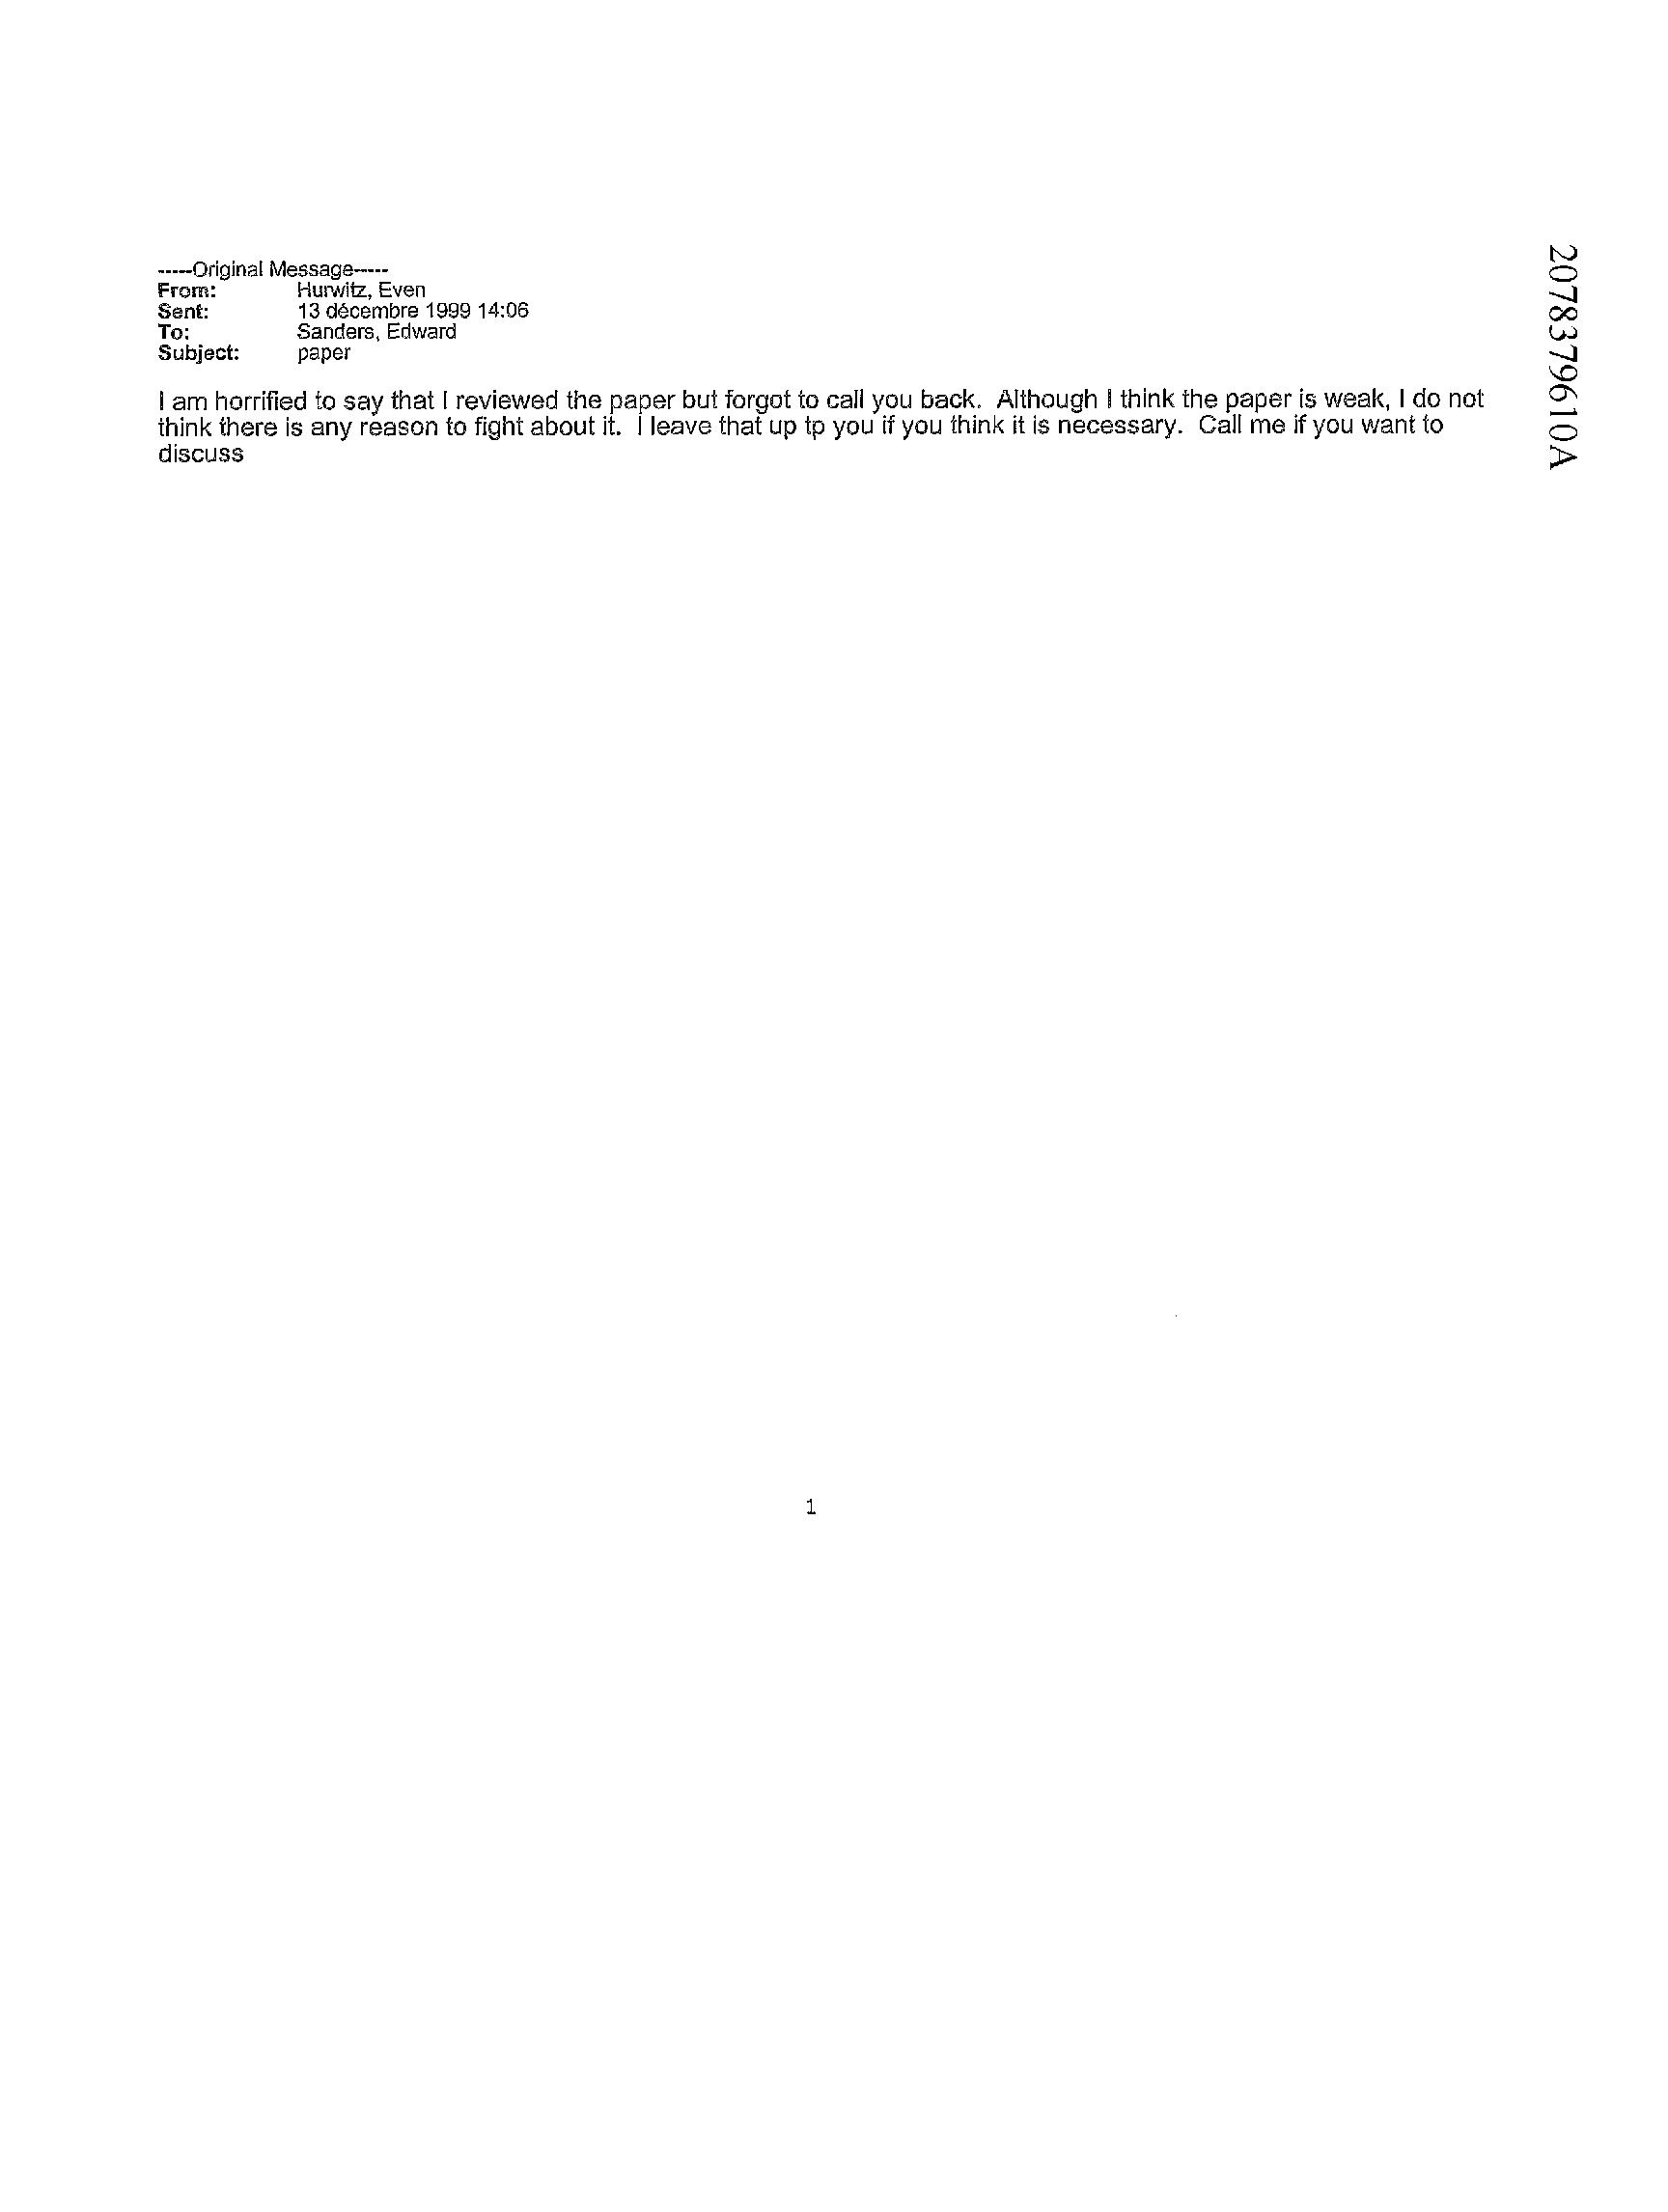 -----Original Message-----
From: Hurwitz, Even
Sent: 13 décembre 1999 14:06
To: Sanders, Edward
Subject: paper
I am horrified to say that I reviewed the paper but forgot to call you back. Although I think the paper is weak, I do not
think there is any reason to fight about it. I leave that up tp you if you think it is necessary. Call me if you want to
discuss
2078379610A
1